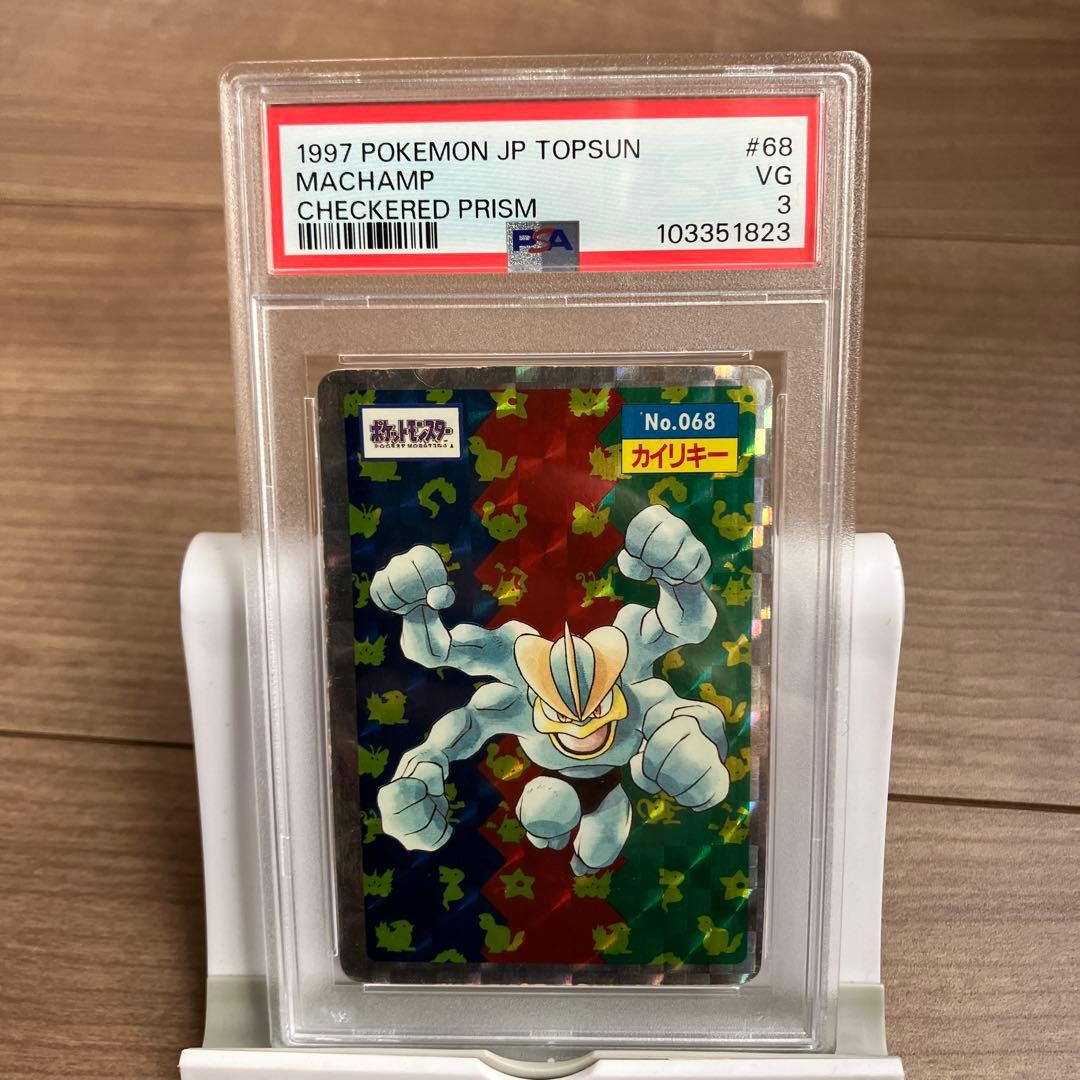 1997 POKEMON JP TOPSUN #68
MACHAMP VG
CHECKERED PRISM 3
PSA 103351823
ポケットモンスター
POCKET MONSTERS
No.068
カイリキー